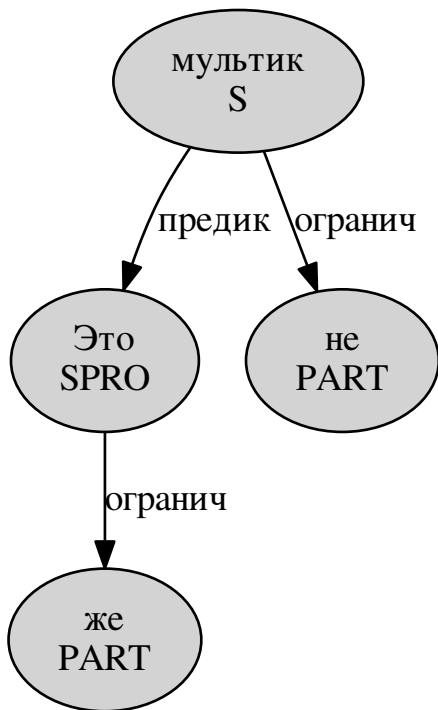 мультик
S
предик
огранич
Это
SPRO
не
PART
огранич
же
PART